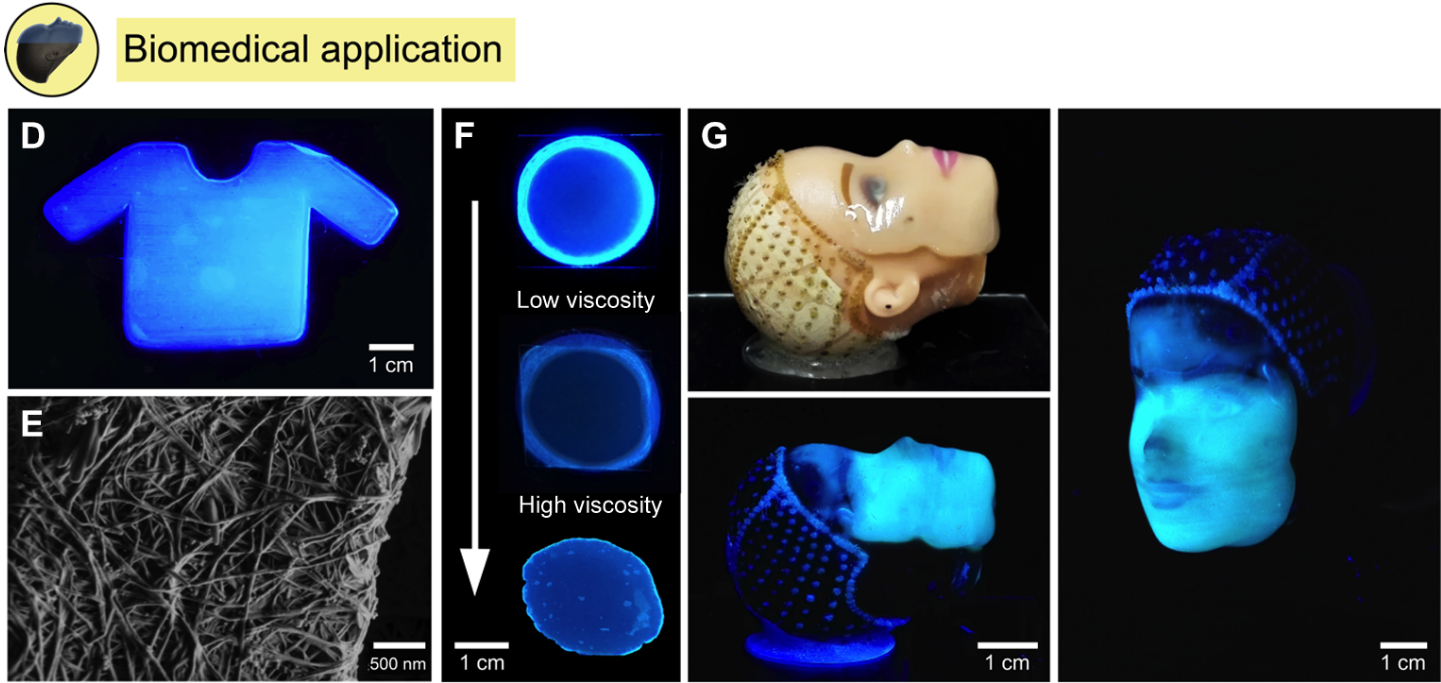 Biomedical application
D
1 cm
E
500 nm
F
Low viscosity
High viscosity
1 cm
G
1 cm
1 cm